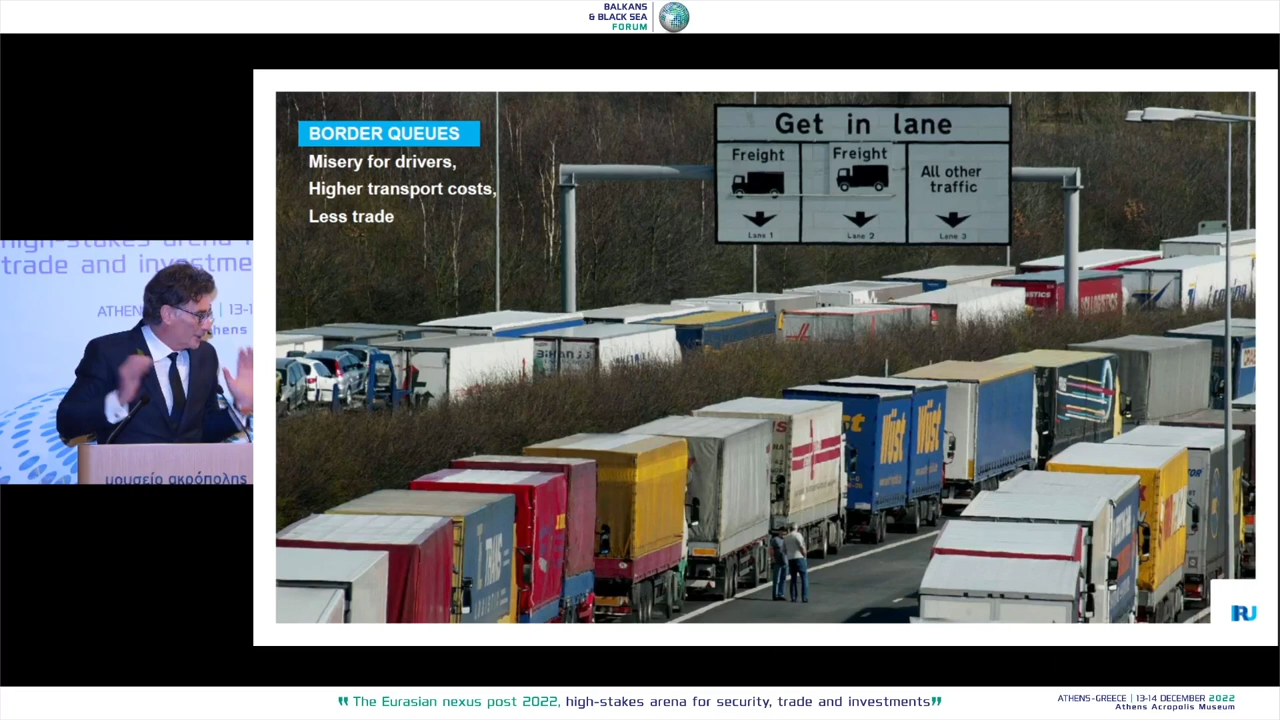 BALKANS
& BLACK SEA
FORUM
BORDER QUEUES
Misery for drivers,
Higher transport costs,
Less trade
Get in lane
Freight
Freight
All other
traffic
Lane 1
Lane 2
Lane 3
trade and investme
ATHEN
13-1
thens
μουσείο ακρόπολης
Wüst
Wüst
IRU
"The Eurasian nexus post 2022, high-stakes arena for security, trade and investments"
ATHENS-GREECE | 13-14 DECEMBER 2022
Athens Acropolis Museum